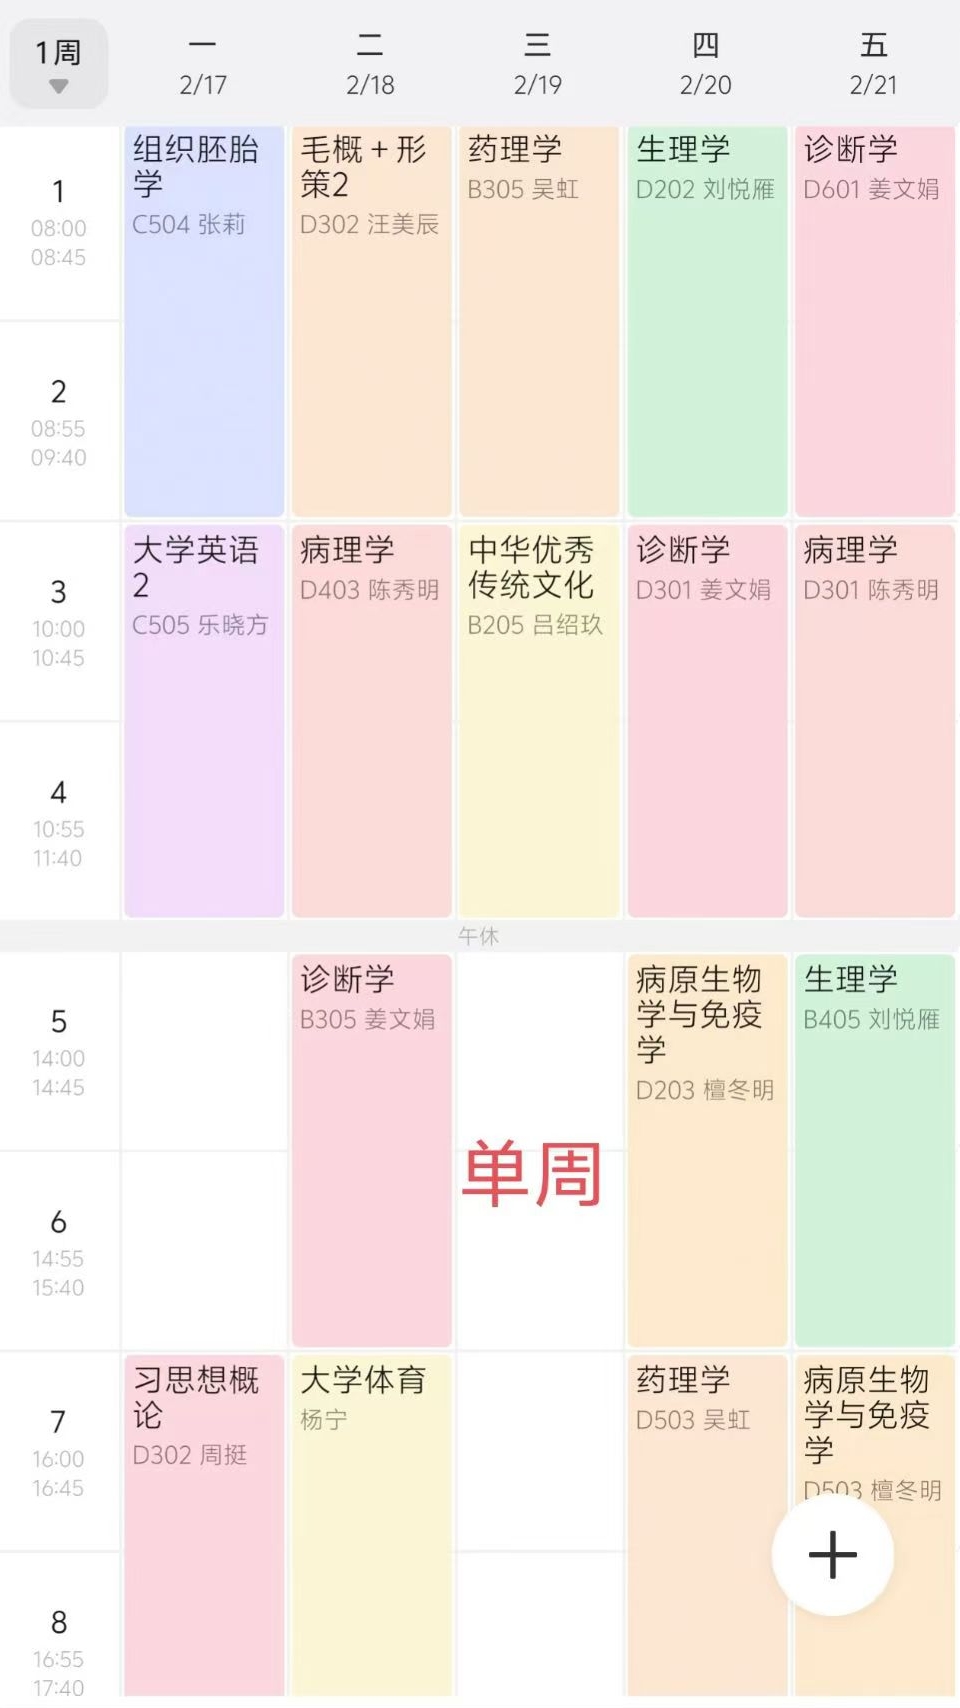 1周
一
二
三
四
五
2/17
2/18
2/19
2/20
2/21
1
08:00
08:45
组织胚胎
学
C504 张莉
毛概＋形
策2
D302 汪美辰
药理学
B305 吴虹
生理学
D202 刘悦雁
诊断学
D601 姜文娟
2
08:55
09:40
3
10:00
10:45
大学英语
2
C505 乐晓方
病理学
D403 陈秀明
中华优秀
传统文化
B205 吕绍玖
诊断学
D301 姜文娟
病理学
D301 陈秀明
4
10:55
11:40
午休
5
14:00
14:45
诊断学
B305 姜文娟
病原生物
学与免疫
学
D203 檀冬明
生理学
B405 刘悦雁
单周
6
14:55
15:40
7
16:00
16:45
习思想概
论
D302 周挺
大学体育
杨宁
药理学
D503 吴虹
病原生物
学与免疫
学
D503 檀冬明
8
16:55
17:40